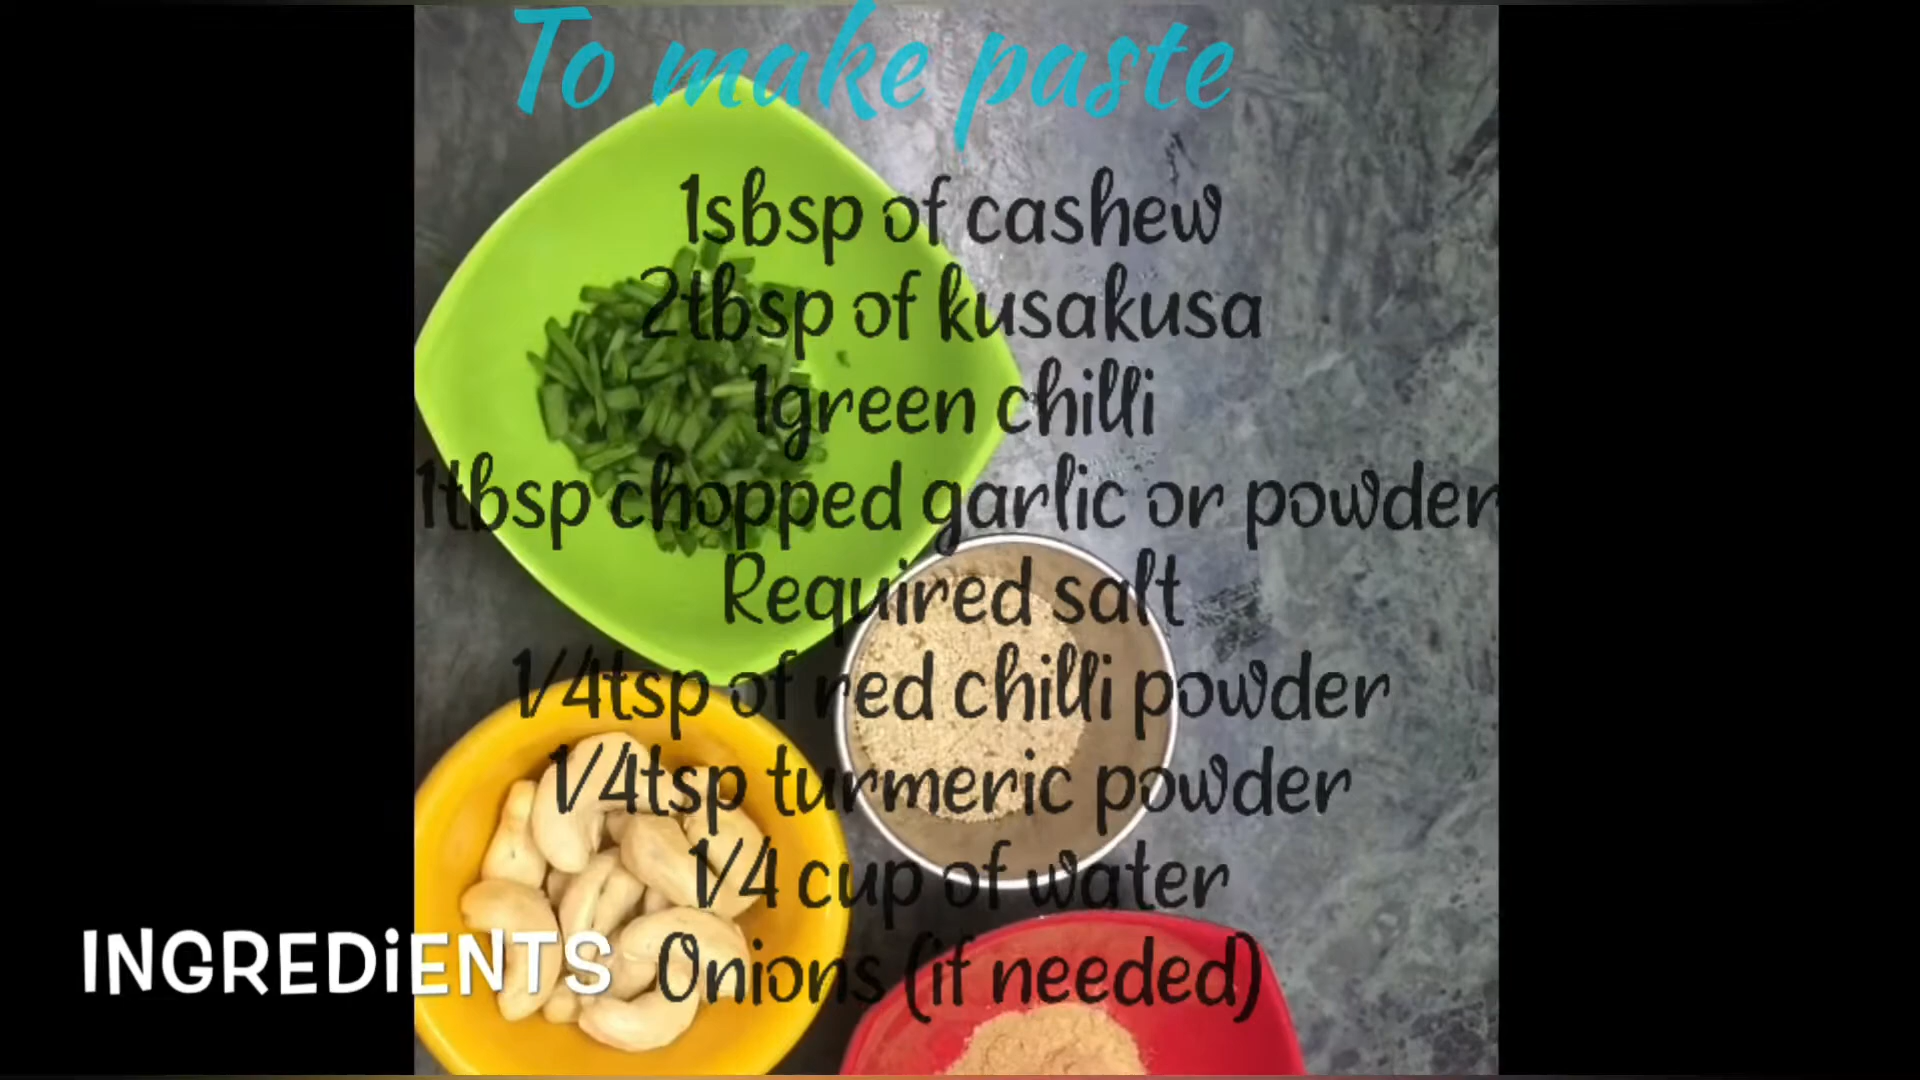 To make paste
1sbsp of cashew
2tbsp of kusakusa
1green chilli
1tbsp chopped garlic or powder
Required salt
1/4tsp of red chilli powder
1/4tsp turmeric powder
1/4 cup of water
Onions (if needed)
INGREDiENTS